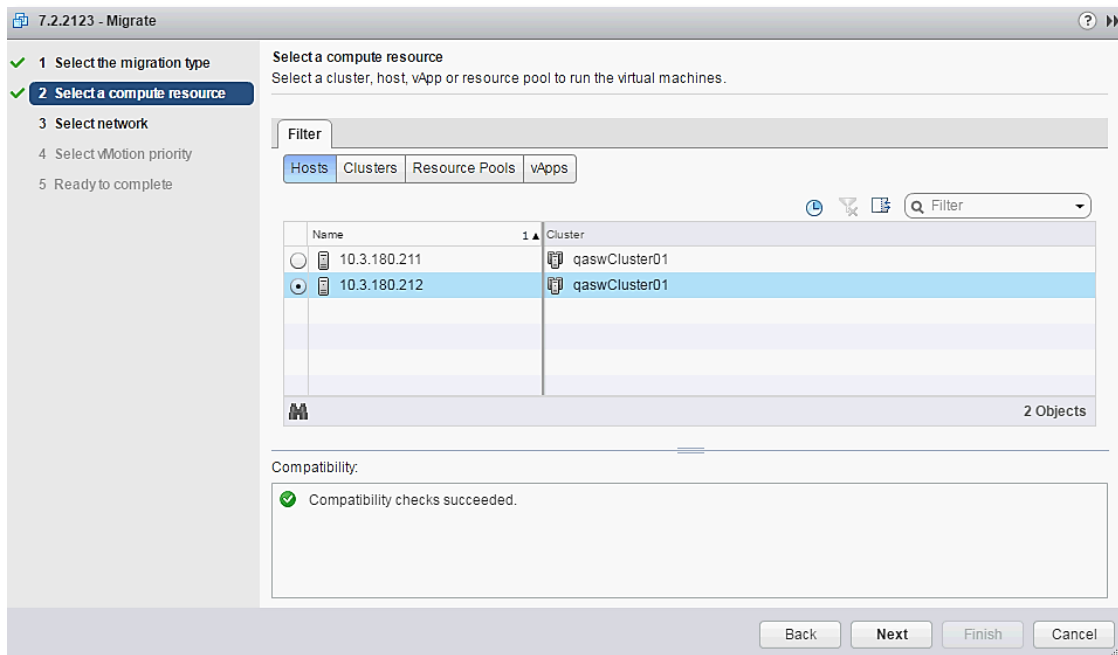 7.2.2123 - Migrate
1 Select the migration type
2 Select a compute resource
3 Select network
4 Select vMotion priority
5 Ready to complete
Select a compute resource
Select a cluster, host, vApp or resource pool to run the virtual machines.
Filter
Hosts Clusters Resource Pools vApps
Filter
Name 1 Cluster
10.3.180.211 qaswCluster01
10.3.180.212 qaswCluster01
2 Objects
Compatibility:
Compatibility checks succeeded.
Back Next Finish Cancel